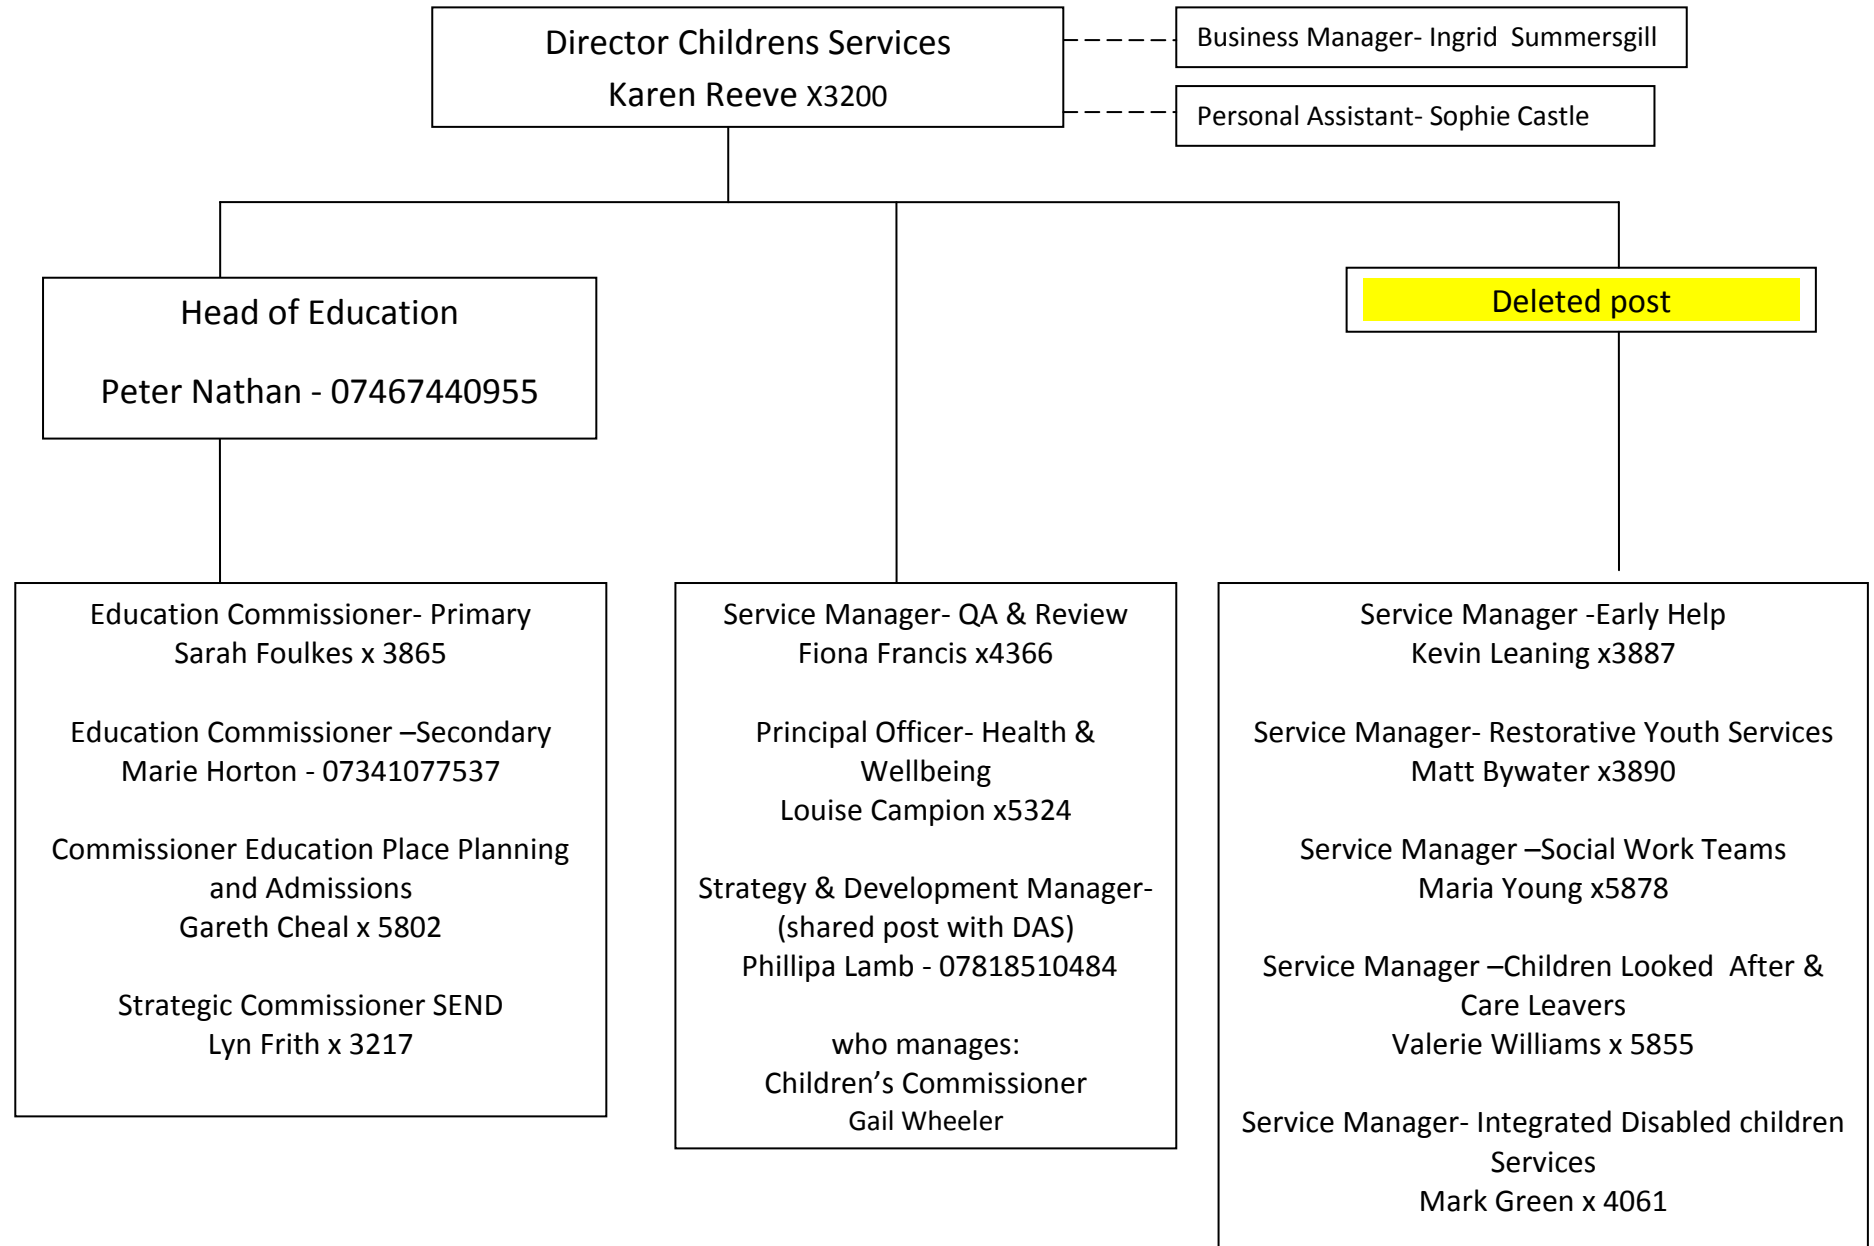 Director Childrens Services
Karen Reeve X3200
Business Manager- Ingrid  Summersgill
Personal Assistant- Sophie Castle
Head of Education
Peter Nathan - 07467440955
Deleted post
Education Commissioner- Primary
Sarah Foulkes x 3865
Education Commissioner –Secondary
Marie Horton - 07341077537
Commissioner Education Place Planning
and Admissions
Gareth Cheal x 5802
Strategic Commissioner SEND
Lyn Frith x 3217
Service Manager- QA & Review
Fiona Francis x4366
Principal Officer- Health &
Wellbeing
Louise Campion x5324
Strategy & Development Manager-
(shared post with DAS)
Phillipa Lamb - 07818510484
who manages:
Children’s Commissioner
Gail Wheeler
Service Manager -Early Help
Kevin Leaning x3887
Service Manager- Restorative Youth Services
Matt Bywater x3890
Service Manager –Social Work Teams
Maria Young x5878
Service Manager –Children Looked  After &
Care Leavers
Valerie Williams x 5855
Service Manager- Integrated Disabled children
Services
Mark Green x 4061